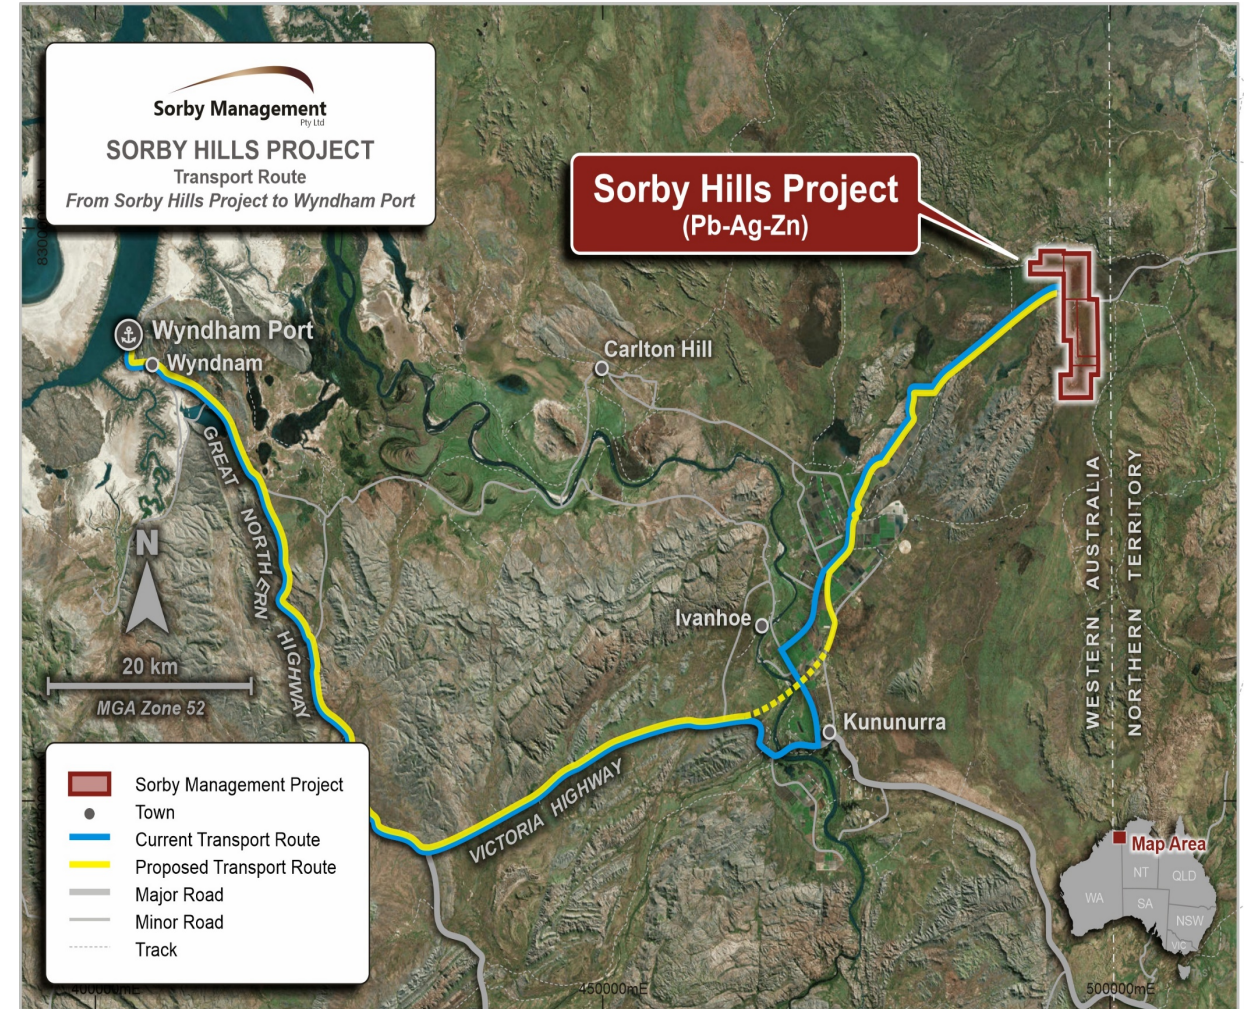 Sorby Management
Pty Ltd
SORBY HILLS PROJECT
Transport Route
From Sorby Hills Project to Wyndham Port
Sorby Hills Project
(Pb-Ag-Zn)
Wyndham Port
Wyndnam
Carlton Hill
GREAT NORTHERN HIGHWAY
N
20 km
MGA Zone 52
Ivanhoe
Kununurra
VICTORIA HIGHWAY
WESTERN AUSTRALIA
NORTHERN TERRITORY
Sorby Management Project
Town
Current Transport Route
Proposed Transport Route
Major Road
Minor Road
Track
Map Area
WA
NT
QLD
SA
NSW
VIC
450000mE
500000mE